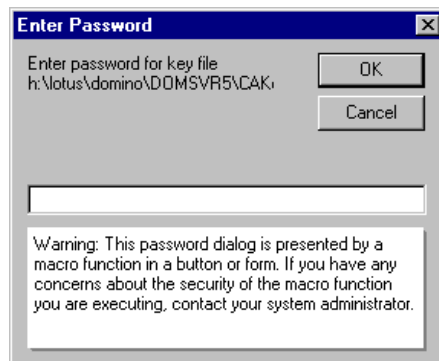 Enter Password
Enter password for key file
h:\lotus\domino\DOMSVR5\CAK
OK
Cancel
Warning: This password dialog is presented by a
macro function in a button or form. If you have any
concerns about the security of the macro function
you are executing, contact your system administrator.